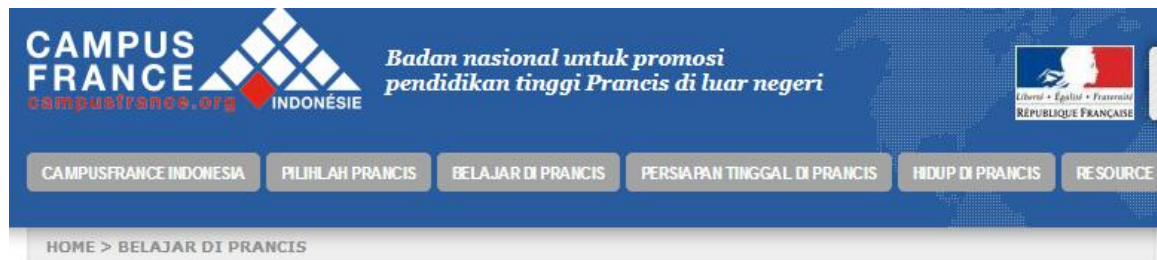 CAMPUS
FRANCE
campusfrance.org
INDONÉSIE
Badan nasional untuk promosi
pendidikan tinggi Prancis di luar negeri
Liberté • Égalité • Fraternité
RÉPUBLIQUE FRANÇAISE
CAMPUSFRANCE INDONESIA PILIHLAH PRANCIS BELAJAR DI PRANCIS PERSIAPAN TINGGAL DI PRANCIS HIDUP DI PRANCIS RESOURCE
HOME > BELAJAR DI PRANCIS